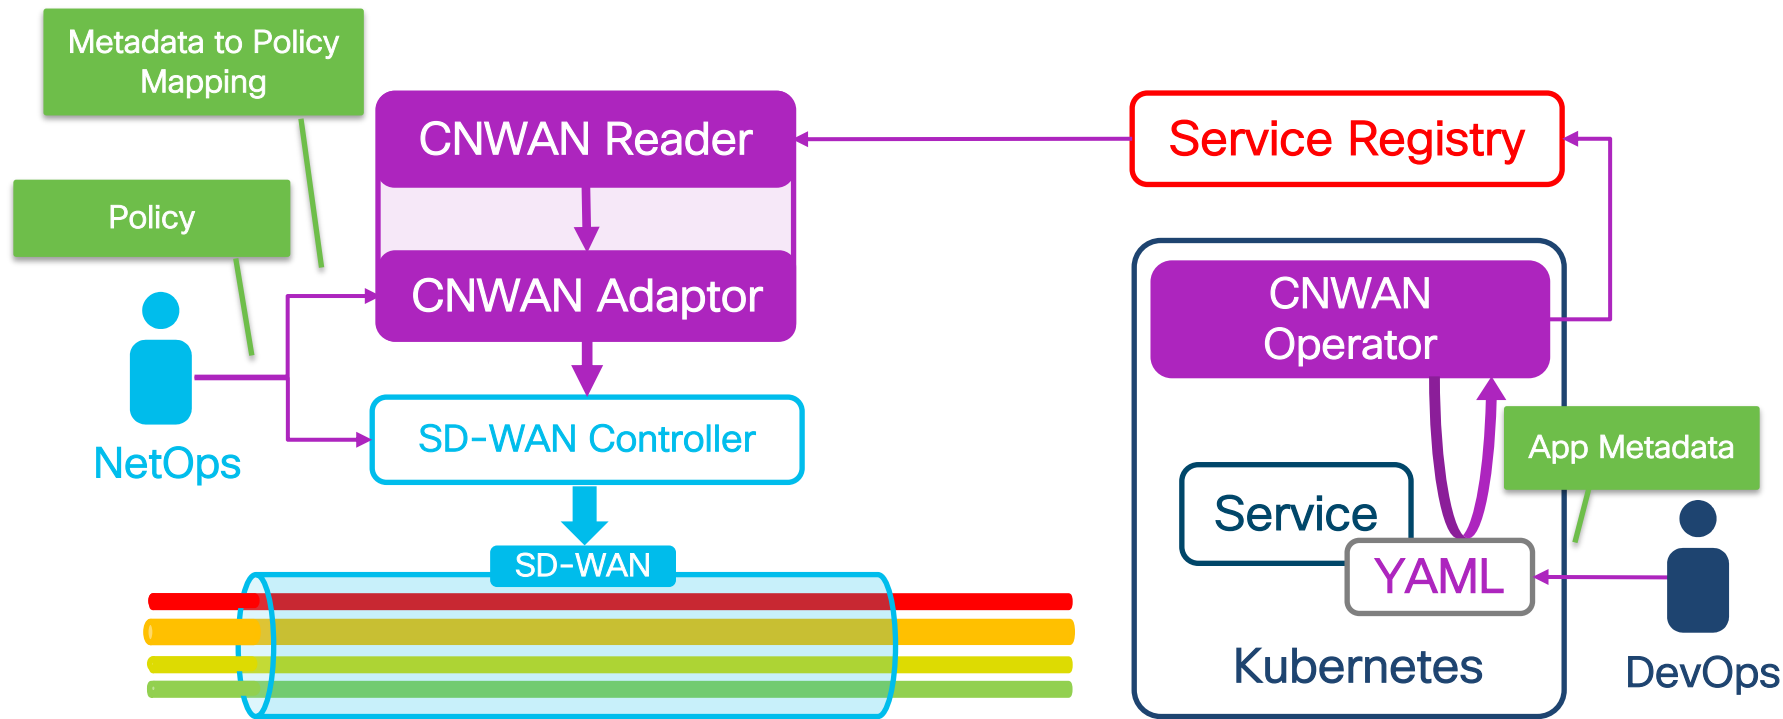 Metadata to Policy
Mapping
Policy
NetOps
CNWAN Reader
CNWAN Adaptor
SD-WAN Controller
SD-WAN
Service Registry
CNWAN
Operator
App Metadata
Service
YAML
Kubernetes
DevOps